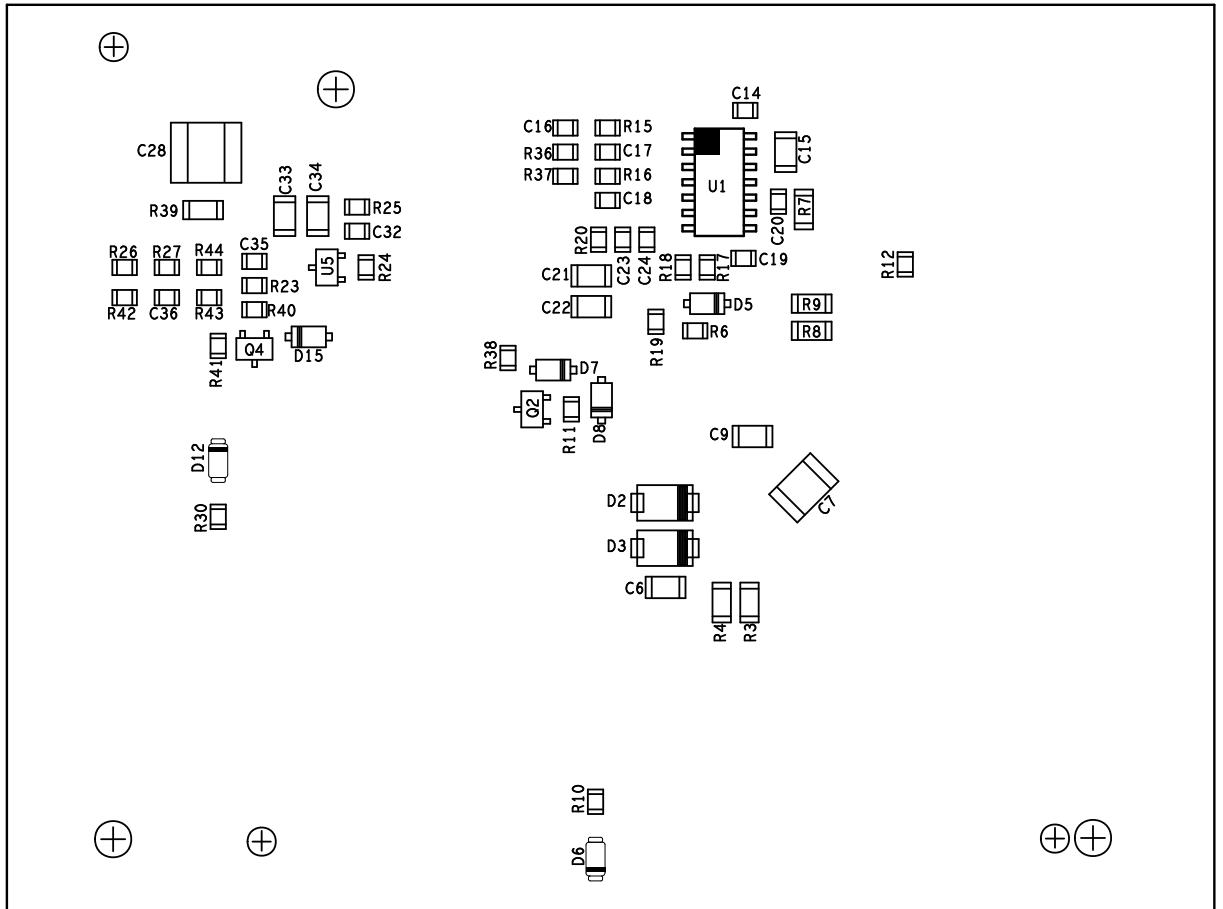 C14
C16 R15
C28 R36 C17 C15
R37 R16 U1
C33 C34 C18 R7
R39 R25 C20
C32 R20 C23 C24
R26 R27 R44 C35 U5 R24 C21 R18 R17 C19 R12
R23
R42 C36 R43 R40 C22 D5 R9
R19 R6 R8
R41 Q4 D15 R38
D7
Q2 R11 D8
C9
D12
D2 C7
R30
D3
C6
R4 R3
R10
D6